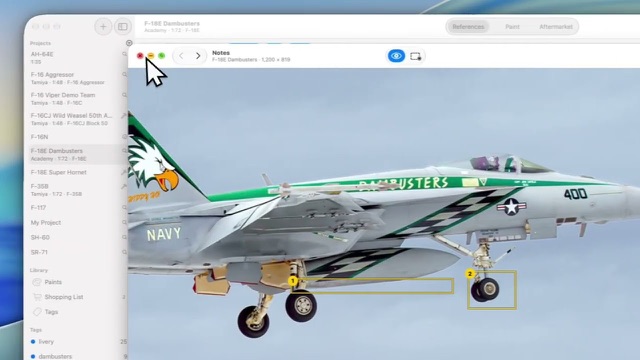 F-18E Dambusters
Academy · 1:72 · F-18E
References
Paint
Aftermarket
Projects
AH-64E
1:35
F-16 Aggressor
Tamiya · 1:48 · F-16 Aggressor
F-16 Viper Demo Team
Tamiya · 1:48 · F-16C
F-16CJ Wild Weasel 50th A...
Tamiya · 1:48 · F-16CJ Block 50
F-16N
F-18E Dambusters
Academy · 1:72 · F-18E
F-18E Super Hornet
F-35B
Tamiya · 1:72 · F-35B
F-117
My Project
SH-60
SR-71
Library
Paints
Shopping List
Tags
Tags
livery
dambusters
Notes
F-18E Dambusters
DAMBUSTERS
400
NAVY
1
2